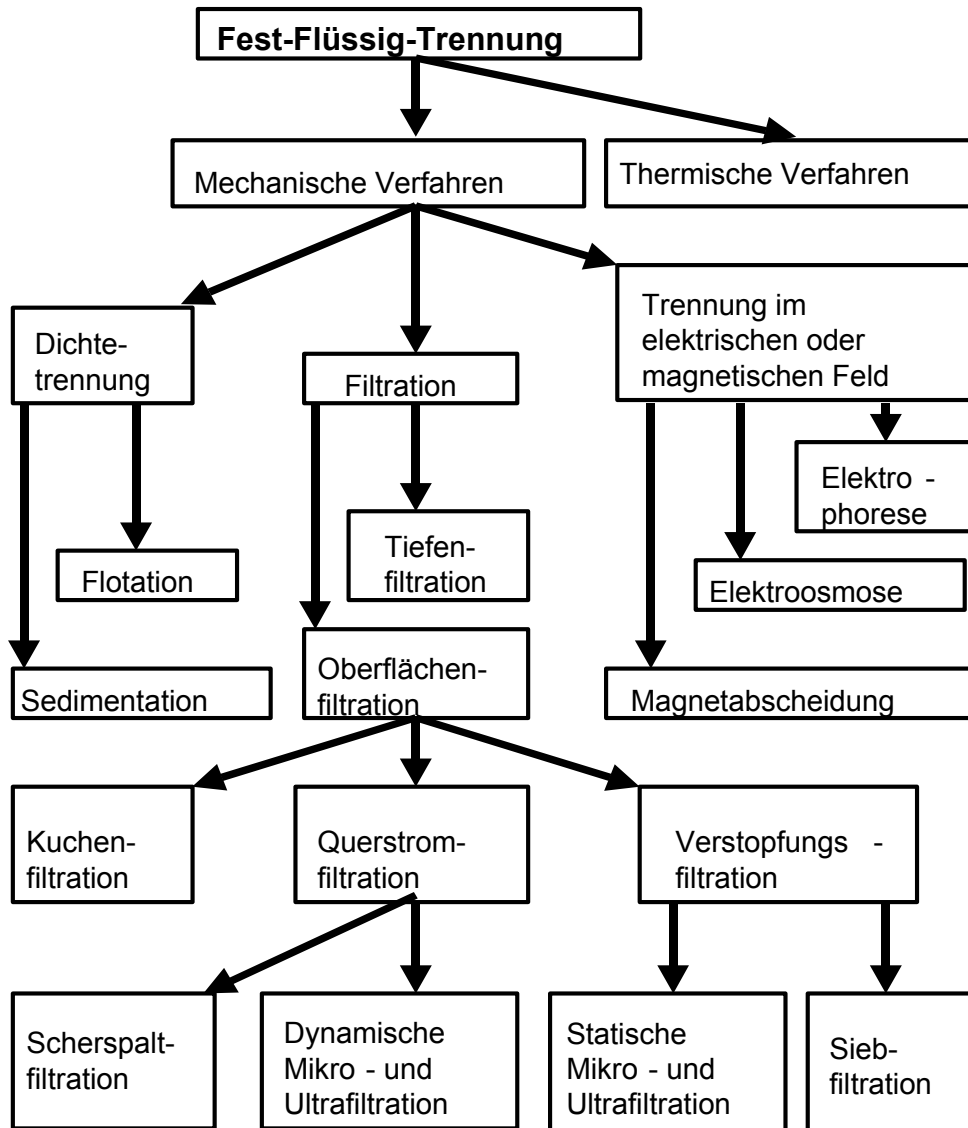 Fest-Flüssig-Trennung
Mechanische Verfahren
Thermische Verfahren
Dichte-
trennung
Filtration
Trennung im
elektrischen oder
magnetischen Feld
Elektro -
phorese
Tiefen-
filtration
Flotation
Elektroosmose
Oberflächen-
filtration
Sedimentation
Magnetabscheidung
Kuchen-
filtration
Querstrom-
filtration
Verstopfungs -
filtration
Scherspalt-
filtration
Dynamische
Mikro - und
Ultrafiltration
Statische
Mikro - und
Ultrafiltration
Sieb-
filtration